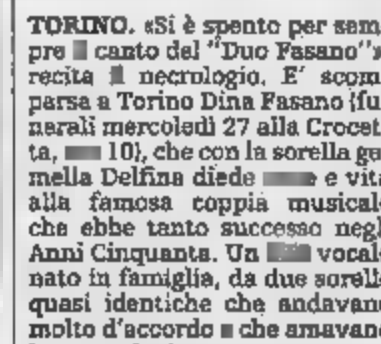 TORINO. «Si è spento per sem
pre canto del "Duo Fasano"»
recita necrologio. E' scom
parsa a Torino Dina Fasano (fu
nerali mercoledì 27 alla Crocet
ta, 10), che con la sorella ge
mella Delfina diede e vita
alla famosa coppia musical
che ebbe tanto successo negl
Anni Cinquanta. Un vocal
nato in famiglia, da due sorell
quasi identiche che andavan
molto d'accordo che amavan